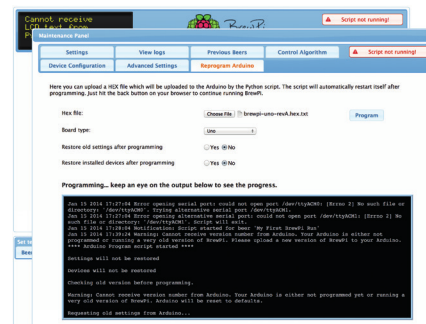 Cannot receive
LCD text from
Py
BrewPi
Script not running!
Maintenance Panel
Settings
View logs
Previous Beers
Control Algorithm
Script not running!
Device Configuration
Advanced Settings
Reprogram Arduino
Here you can upload a HEX file which will be uploaded to the Arduino by the Python script. The script will automatically restart itself after
programming. Just hit the back button on your browser to continue running BrewPi.
Hex file:
Choose File
brewpi-uno-revA.hex.txt
Program
Board type:
Uno
Restore old settings after programming
Yes
No
Restore installed devices after programming
Yes
No
Programming... keep an eye on the output below to see the progress.
Jan 15 2014 17:27:04 Error opening serial port: could not open port /dev/ttyACM0: [Errno 2] No such file or
directory: '/dev/ttyACM0'. Trying alternative serial port /dev/ttyACM1.
Jan 15 2014 17:27:04 Error opening alternative serial port: could not open port /dev/ttyACM1: [Errno 2] No
such file or directory: '/dev/ttyACM1'. Script will exit.
Jan 15 2014 17:28:04 Notification: Script started for beer 'My First BrewPi Run'
Jan 15 2014 17:39:24 Warning: Cannot receive version number from Arduino. Your Arduino is either not
programmed or running a very old version of BrewPi. Please upload a new version of BrewPi to your Arduino.
**** Arduino Program script started ****
Settings will not be restored
Devices will not be restored
Checking old version before programming.
Warning: Cannot receive version number from Arduino. Your Arduino is either not programmed yet or running a
very old version of BrewPi. Arduino will be reset to defaults.
Requesting old settings from Arduino...
Set te
Beer